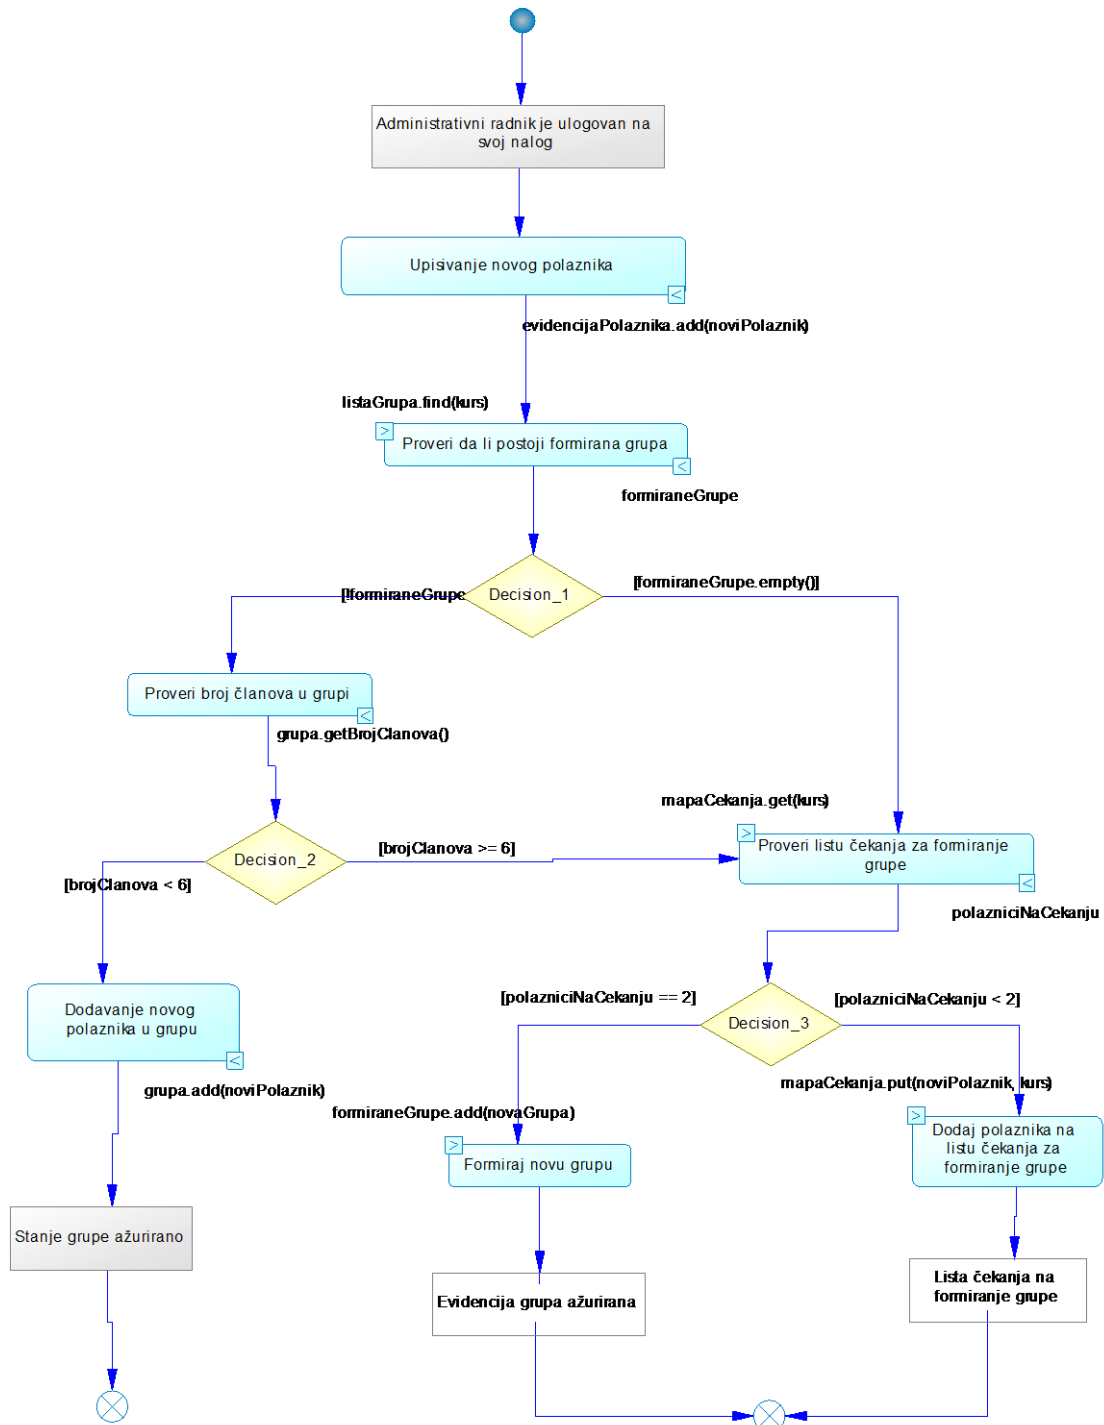 Administrativni radnik je ulogovan na
svoj nalog
Upisivanje novog polaznika
evidencijaPolaznika.add(noviPolaznik)
listaGrupa.find(kurs)
Proveri da li postoji formirana grupa
formiraneGrupe
Decision_1
[!formiraneGrupe
[formiraneGrupe.empty()]
Proveri broj članova u grupi
grupa.getBrojClanova()
mapaCekanja.get(kurs)
Decision_2
[brojClanova >= 6]
[brojClanova < 6]
Proveri listu čekanja za formiranje
grupe
polazniciNaCekanju
Dodavanje novog
polaznika u grupu
grupa.add(noviPolaznik)
[polazniciNaCekanju == 2]
[polazniciNaCekanju < 2]
Decision_3
mapaCekanja.put(noviPolaznik, kurs)
formiraneGrupe.add(novaGrupa)
Formiraj novu grupu
Dodaj polaznika na
listu čekanja za
formiranje grupe
Stanje grupe ažurirano
Evidencija grupa ažurirana
Lista čekanja na
formiranje grupe